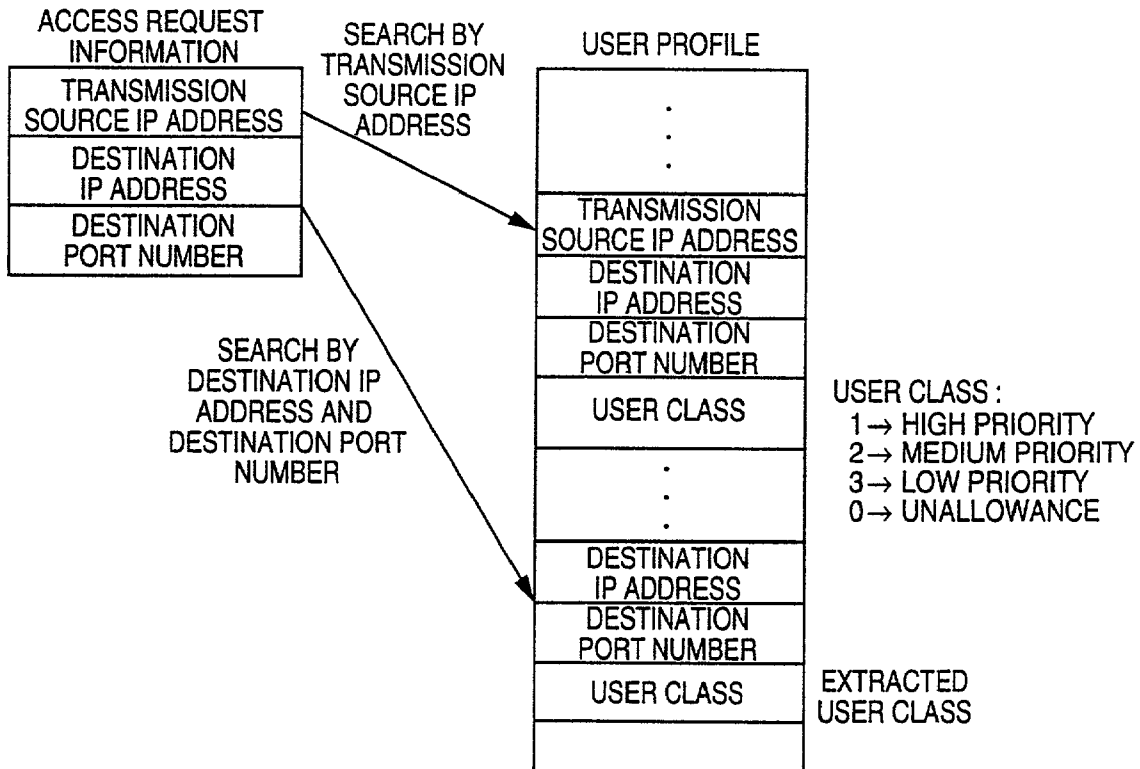 ACCESS REQUEST
INFORMATION
TRANSMISSION
SOURCE IP ADDRESS
DESTINATION
IP ADDRESS
DESTINATION
PORT NUMBER
SEARCH BY
TRANSMISSION
SOURCE IP
ADDRESS
SEARCH BY
DESTINATION IP
ADDRESS AND
DESTINATION PORT
NUMBER
USER PROFILE
TRANSMISSION
SOURCE IP ADDRESS
DESTINATION
IP ADDRESS
DESTINATION
PORT NUMBER
USER CLASS
DESTINATION
IP ADDRESS
DESTINATION
PORT NUMBER
USER CLASS
USER CLASS :
1→ HIGH PRIORITY
2→ MEDIUM PRIORITY
3→ LOW PRIORITY
0→ UNALLOWANCE
EXTRACTED
USER CLASS